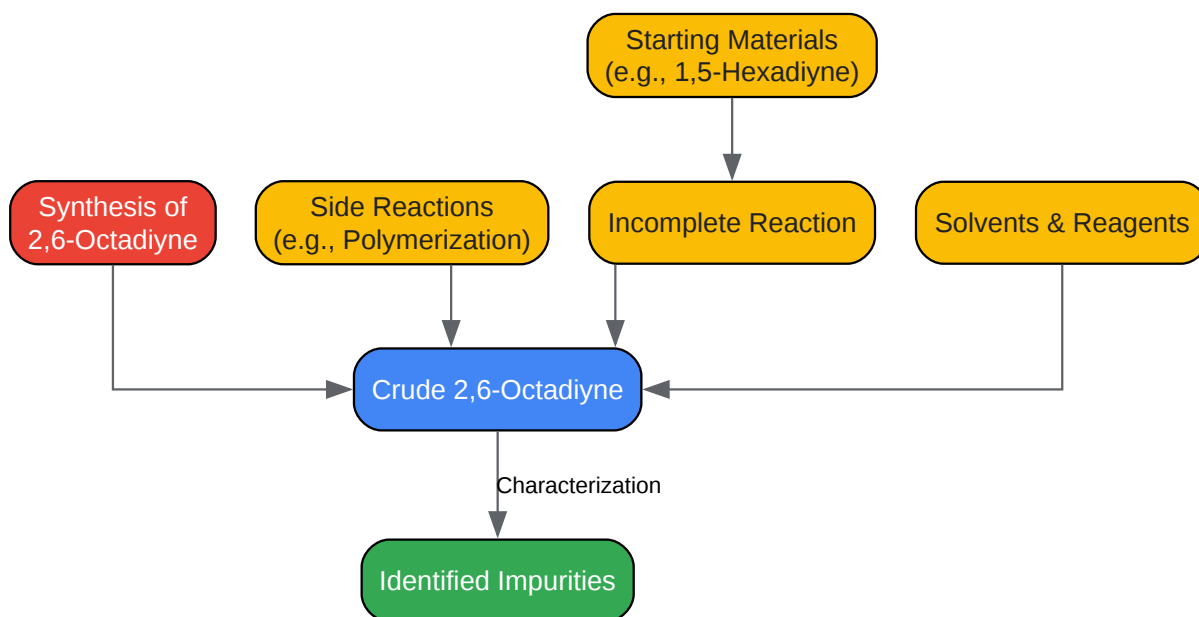 Starting Materials
(e.g., 1,5-Hexadiyne)
Synthesis of
2,6-Octadiyne
Side Reactions
(e.g., Polymerization)
Incomplete Reaction
Solvents & Reagents
Crude 2,6-Octadiyne
Characterization
Identified Impurities